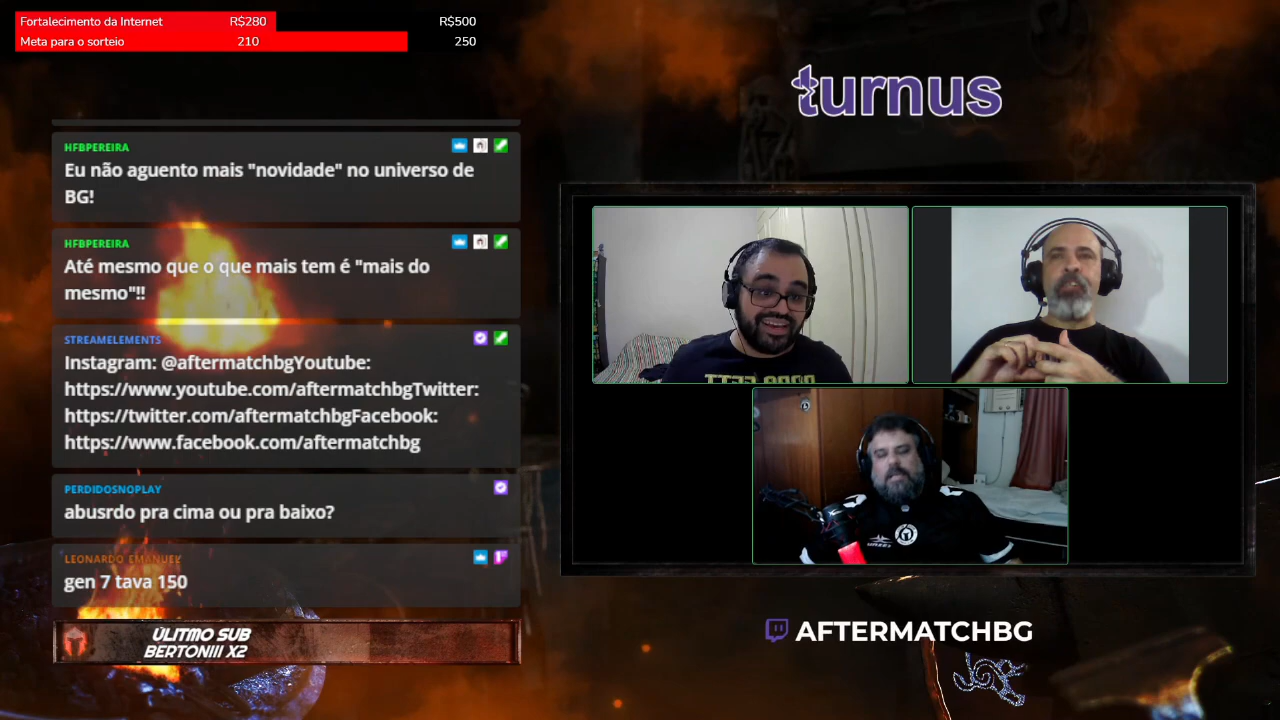 Fortalecimento da Internet R$280 R$500
Meta para o sorteio 210 250
turnus
HFBPEREIRA
Eu não aguento mais "novidade" no universo de
BG!
HFBPEREIRA
Até mesmo que o que mais tem é "mais do
mesmo"!!
STREAMELEMENTS
Instagram: @aftermatchbgYoutube:
https://www.youtube.com/aftermatchbgTwitter:
https://twitter.com/aftermatchbgFacebook:
https://www.facebook.com/aftermatchbg
PERDIDOSNOPLAY
abusrdo pra cima ou pra baixo?
LEONARDO EMANUEL
gen 7 tava 150
ÚLITMO SUB
BERTONIII X2
AFTERMATCHBG